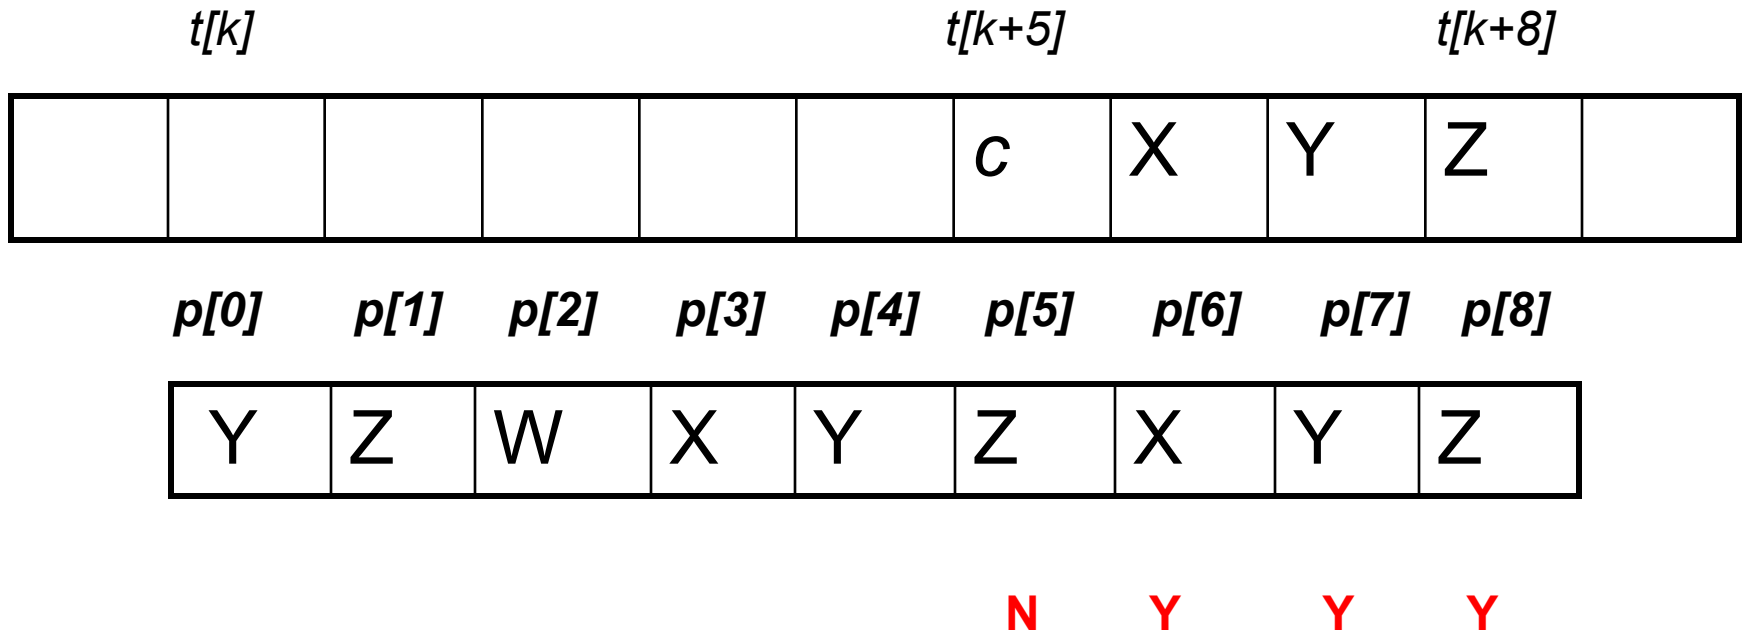 t[k] t[k+5] t[k+8]
c X Y Z
p[0] p[1] p[2] p[3] p[4] p[5] p[6] p[7] p[8]
Y Z W X Y Z X Y Z
N Y Y Y